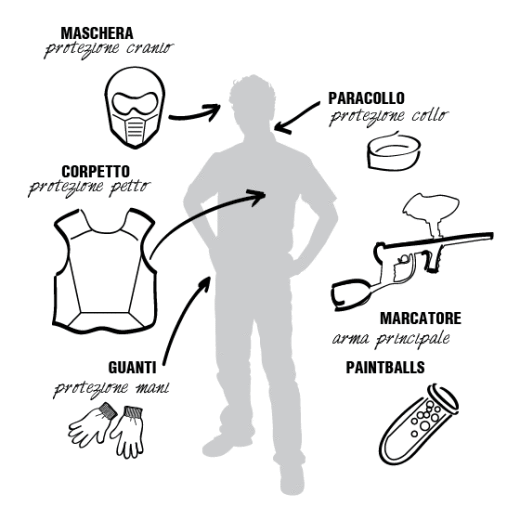 MASCHERA
protezione cranio
PARACOLLO
protezione collo
CORPETTO
protezione petto
MARCATORE
arma principale
GUANTI
protezione mani
PAINTBALLS